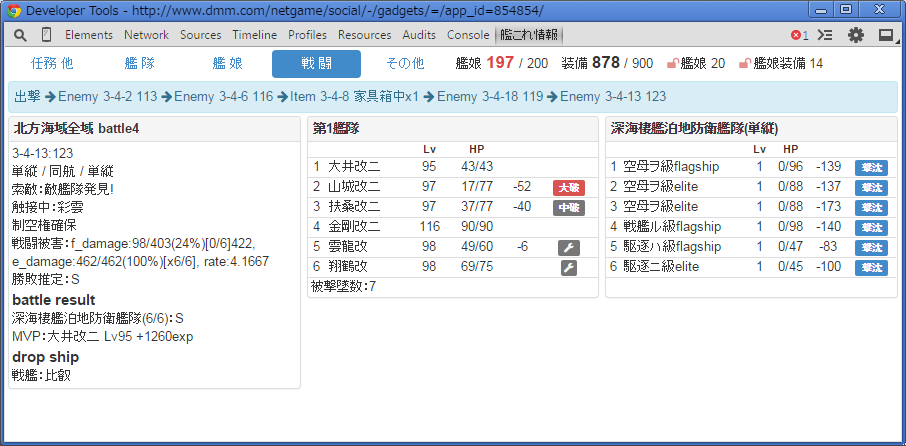 Developer Tools - http://www.dmm.com/netgame/social/-/gadgets/=/app_id=854854/
Elements Network Sources Timeline Profiles Resources Audits Console 艦これ情報 1
任務 他 艦 隊 艦 娘 戦 闘 その他 艦娘 197 / 200 装備 878 / 900 艦娘 20 艦娘装備 14
出撃 Enemy 3-4-2 113 Enemy 3-4-6 116 Item 3-4-8 家具箱中x1 Enemy 3-4-18 119 Enemy 3-4-13 123
北方海域全域 battle4
3-4-13:123
単縦 / 同航 / 単縦
索敵:敵艦隊発見!
触接中:彩雲
制空権確保
戦闘被害:f_damage:98/403(24%)[0/6]422,
e_damage:462/462(100%)[x6/6], rate:4.1667
勝敗推定:S
battle result
深海棲艦泊地防衛艦隊(6/6):S
MVP:大井改二 Lv95 +1260exp
drop ship
戦艦:比叡
第1艦隊
Lv HP
1 大井改二 95 43/43
2 山城改二 97 17/77 -52 大破
3 扶桑改二 97 37/77 -40 中破
4 金剛改二 116 90/90
5 雲龍改 98 49/60 -6
6 翔鶴改 98 69/75
被撃墜数:7
深海棲艦泊地防衛艦隊(単縦)
Lv HP
1 空母ヲ級flagship 1 0/96 -139 撃沈
2 空母ヲ級elite 1 0/88 -137 撃沈
3 空母ヲ級elite 1 0/88 -173 撃沈
4 戦艦ル級flagship 1 0/98 -140 撃沈
5 駆逐ハ級flagship 1 0/47 -83 撃沈
6 駆逐ニ級elite 1 0/45 -100 撃沈